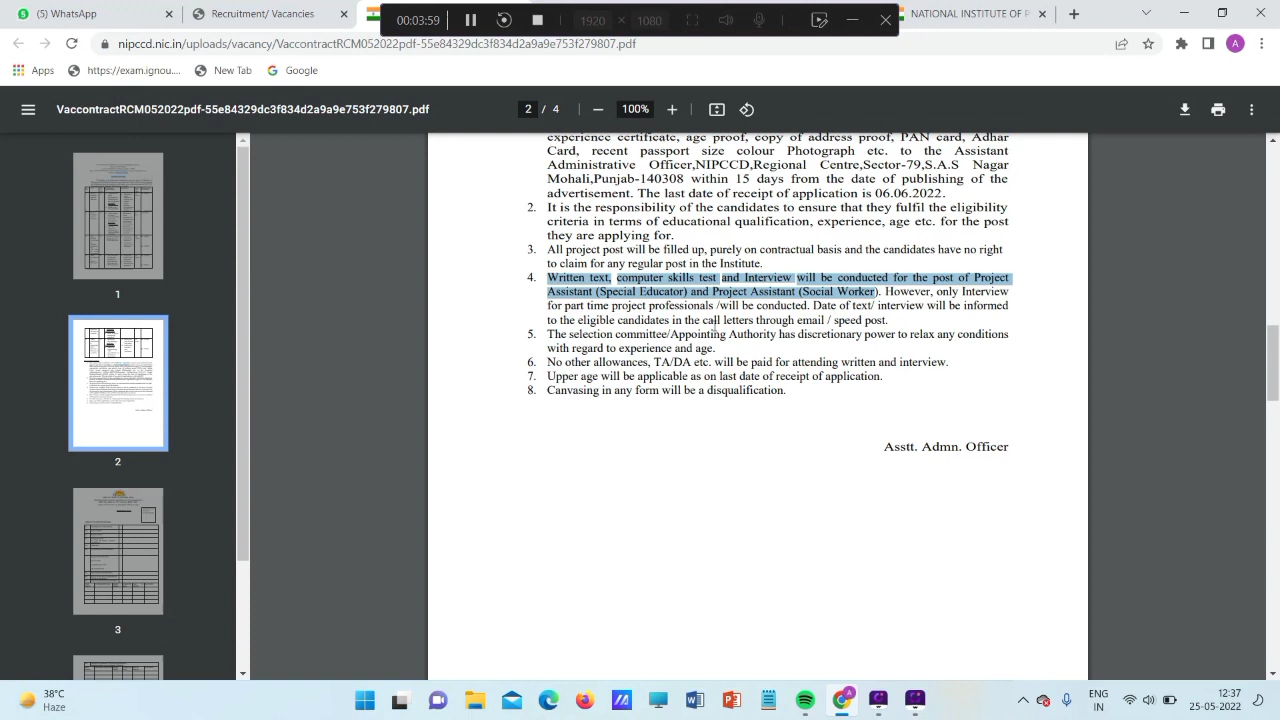 (5) WhatsApp
Recruitment/ Vacancies
00:03:59
1920 × 1080
NATIONAL INSTITUTE OF
nipccd.nic.in/uploads/vacancy/VaccontractRCM052022pdf-55e84329dc3f834d2a9a9e753f279807.pdf
A
Apps
https://exam.ignou....
New Tab
Google
VaccontractRCM052022pdf-55e84329dc3f834d2a9a9e753f279807.pdf
2 / 4
100%
experience certificate, age proof, copy of address proof, PAN card, Adhar
Card, recent passport size colour Photograph etc. to the Assistant
Administrative Officer,NIPCCD,Regional Centre,Sector-79,S.A.S Nagar
Mohali,Punjab-140308 within 15 days from the date of publishing of the
advertisement. The last date of receipt of application is 06.06.2022.
2. It is the responsibility of the candidates to ensure that they fulfil the eligibility
criteria in terms of educational qualification, experience, age etc. for the post
they are applying for.
3. All project post will be filled up, purely on contractual basis and the candidates have no right
to claim for any regular post in the Institute.
4. Written text, computer skills test and Interview will be conducted for the post of Project
Assistant (Special Educator) and Project Assistant (Social Worker). However, only Interview
for part time project professionals /will be conducted. Date of text/ interview will be informed
to the eligible candidates in the call letters through email / speed post.
5. The selection committee/Appointing Authority has discretionary power to relax any conditions
with regard to experience and age.
6. No other allowances, TA/DA etc. will be paid for attending written and interview.
7. Upper age will be applicable as on last date of receipt of application.
8. Canvasing in any form will be a disqualification.
Asstt. Admn. Officer
1
2
3
38°C
Haze
ENG
IN
12:37
25-05-2022